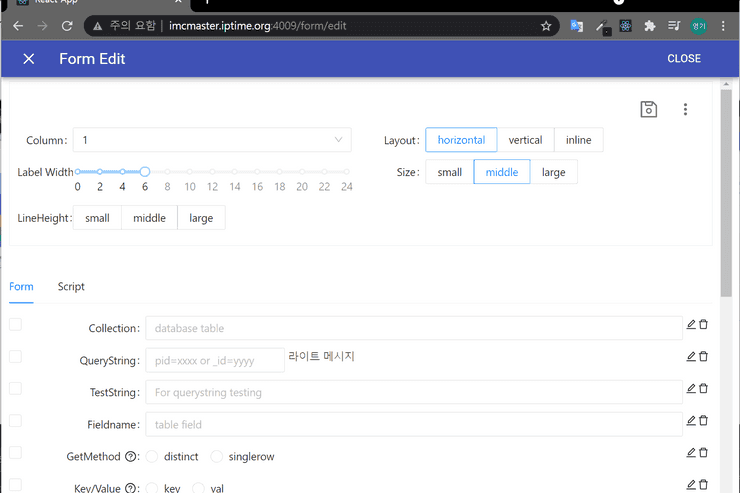 React App
주의 요함 | imcmaster.iptime.org:4009/form/edit
영기
Form Edit
CLOSE
Column: 1
Layout: horizontal vertical inline
Label Width
0 2 4 6 8 10 12 14 16 18 20 22 24
Size: small middle large
LineHeight: small middle large
Form Script
Collection: database table
QueryString: pid=xxxx or _id=yyyy 라이트 메시지
TestString: For querystring testing
Fieldname: table field
GetMethod ?: distinct singlerow
Key/Value ?: key val